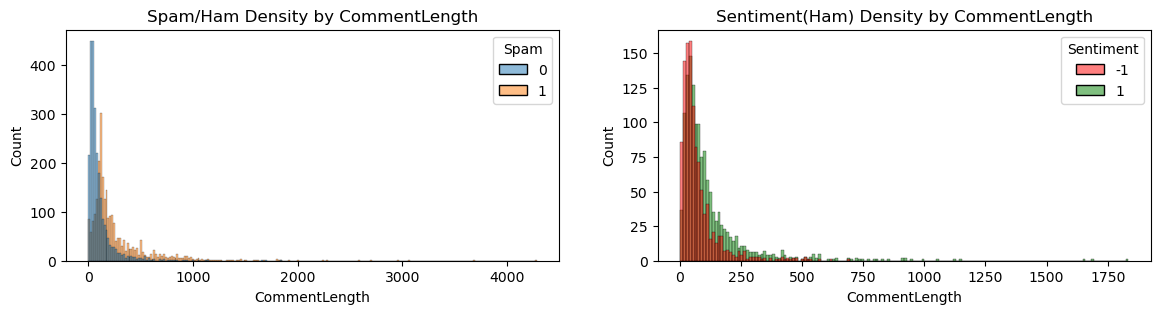 Spam/Ham Density by CommentLength
Count
400
300
200
100
0
0 1000 2000 3000 4000
CommentLength
Spam
0
1
Sentiment(Ham) Density by CommentLength
Count
150
125
100
75
50
25
0
0 250 500 750 1000 1250 1500 1750
CommentLength
Sentiment
-1
1